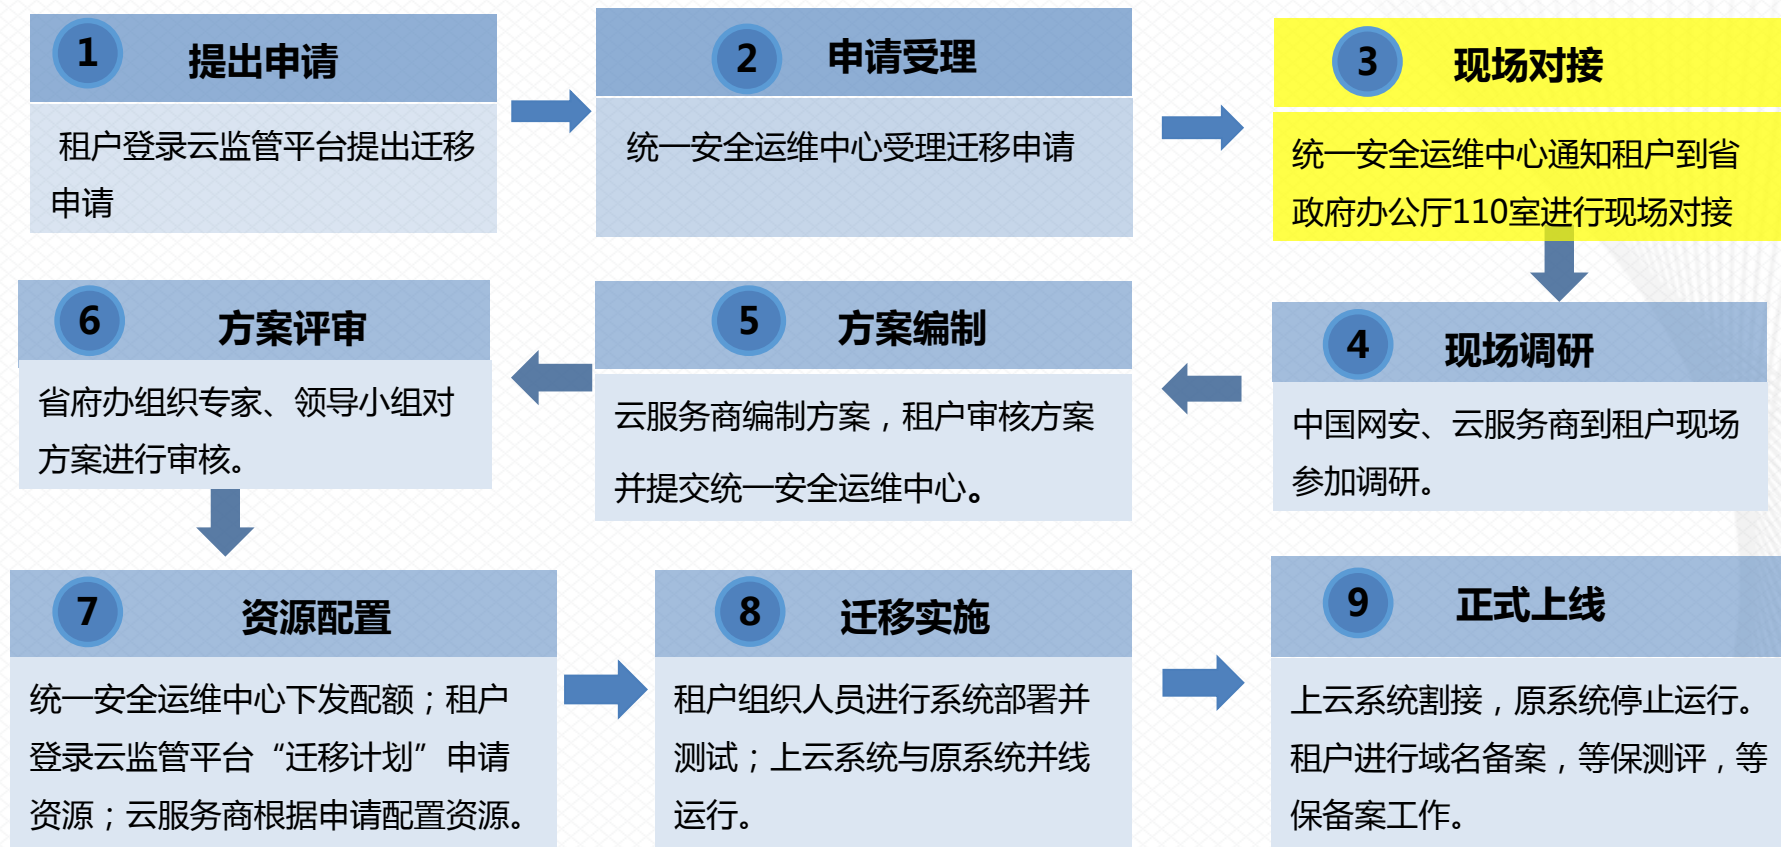 1
提出申请
租户登录云监管平台提出迁移
申请
2
申请受理
统一安全运维中心受理迁移申请
3
现场对接
统一安全运维中心通知租户到省
政府办公厅110室进行现场对接
4
现场调研
中国网安、云服务商到租户现场
参加调研。
5
方案编制
云服务商编制方案，租户审核方案
并提交统一安全运维中心。
6
方案评审
省府办组织专家、领导小组对
方案进行审核。
7
资源配置
统一安全运维中心下发配额；租户
登录云监管平台“迁移计划”申请
资源；云服务商根据申请配置资源。
8
迁移实施
租户组织人员进行系统部署并
测试；上云系统与原系统并线
运行。
9
正式上线
上云系统割接，原系统停止运行。
租户进行域名备案，等保测评，等
保备案工作。